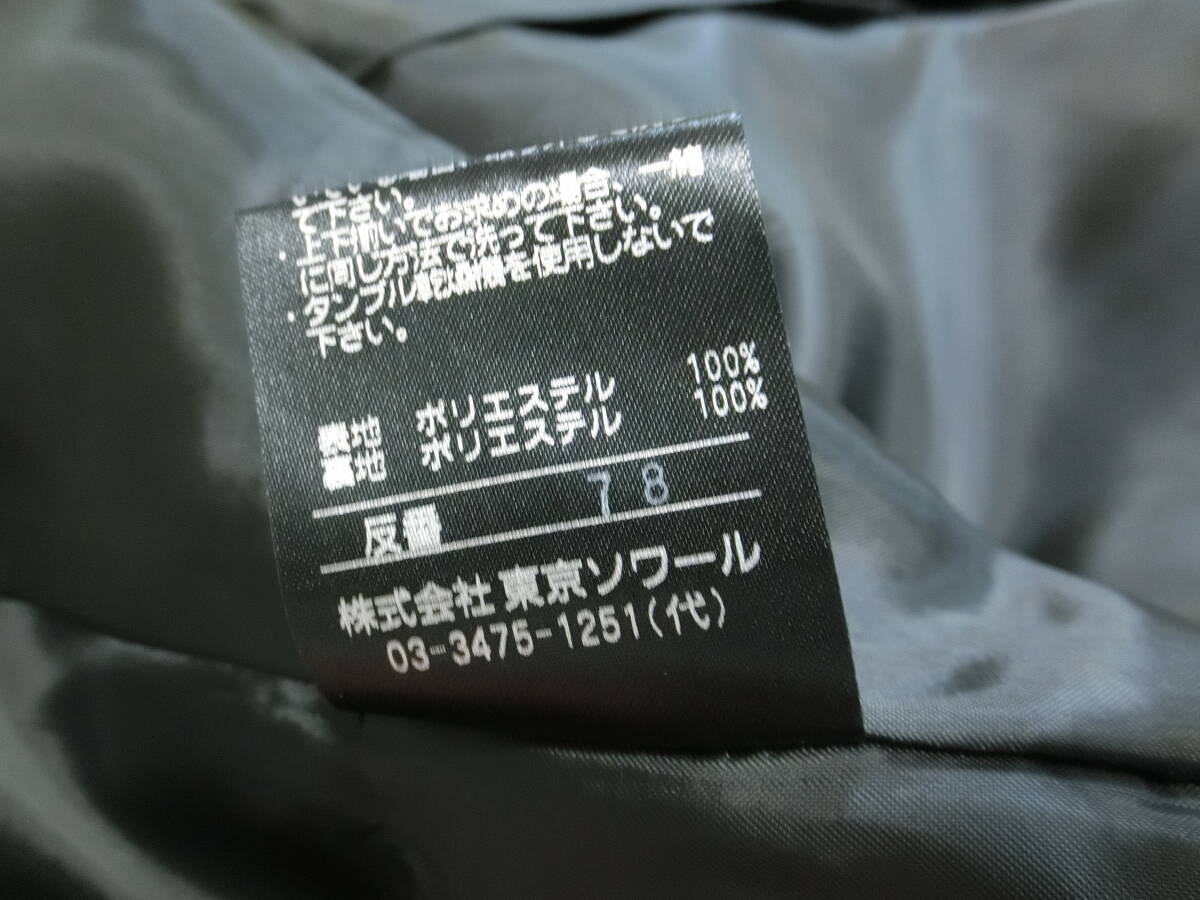 て下さい。
・上下揃いでお求めの場合、一緒
に同じ方法で洗って下さい。
・タンブル乾燥機を使用しないで
下さい。
表地 ポリエステル 100%
裏地 ポリエステル 100%
反番 78
株式会社 東京ソワール
03-3475-1251(代)